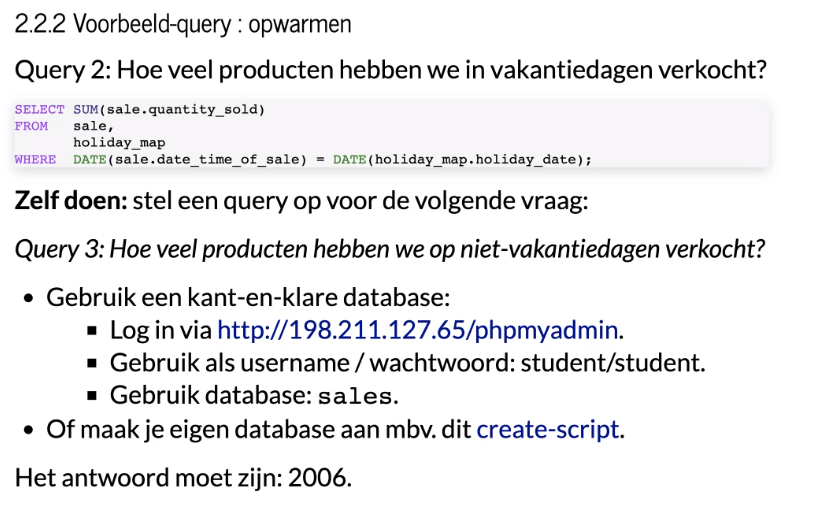 2.2.2 Voorbeeld-query : opwarmen
Query 2: Hoe veel producten hebben we in vakantiedagen verkocht?
SELECT SUM(sale.quantity_sold)
FROM sale,
holiday_map
WHERE DATE(sale.date_time_of_sale) = DATE(holiday_map.holiday_date);
Zelf doen: stel een query op voor de volgende vraag:
Query 3: Hoe veel producten hebben we op niet-vakantiedagen verkocht?
• Gebruik een kant-en-klare database:
▪ Log in via http://198.211.127.65/phpmyadmin.
▪ Gebruik als username / wachtwoord: student/student.
▪ Gebruik database: sales.
• Of maak je eigen database aan mbv. dit create-script.
Het antwoord moet zijn: 2006.